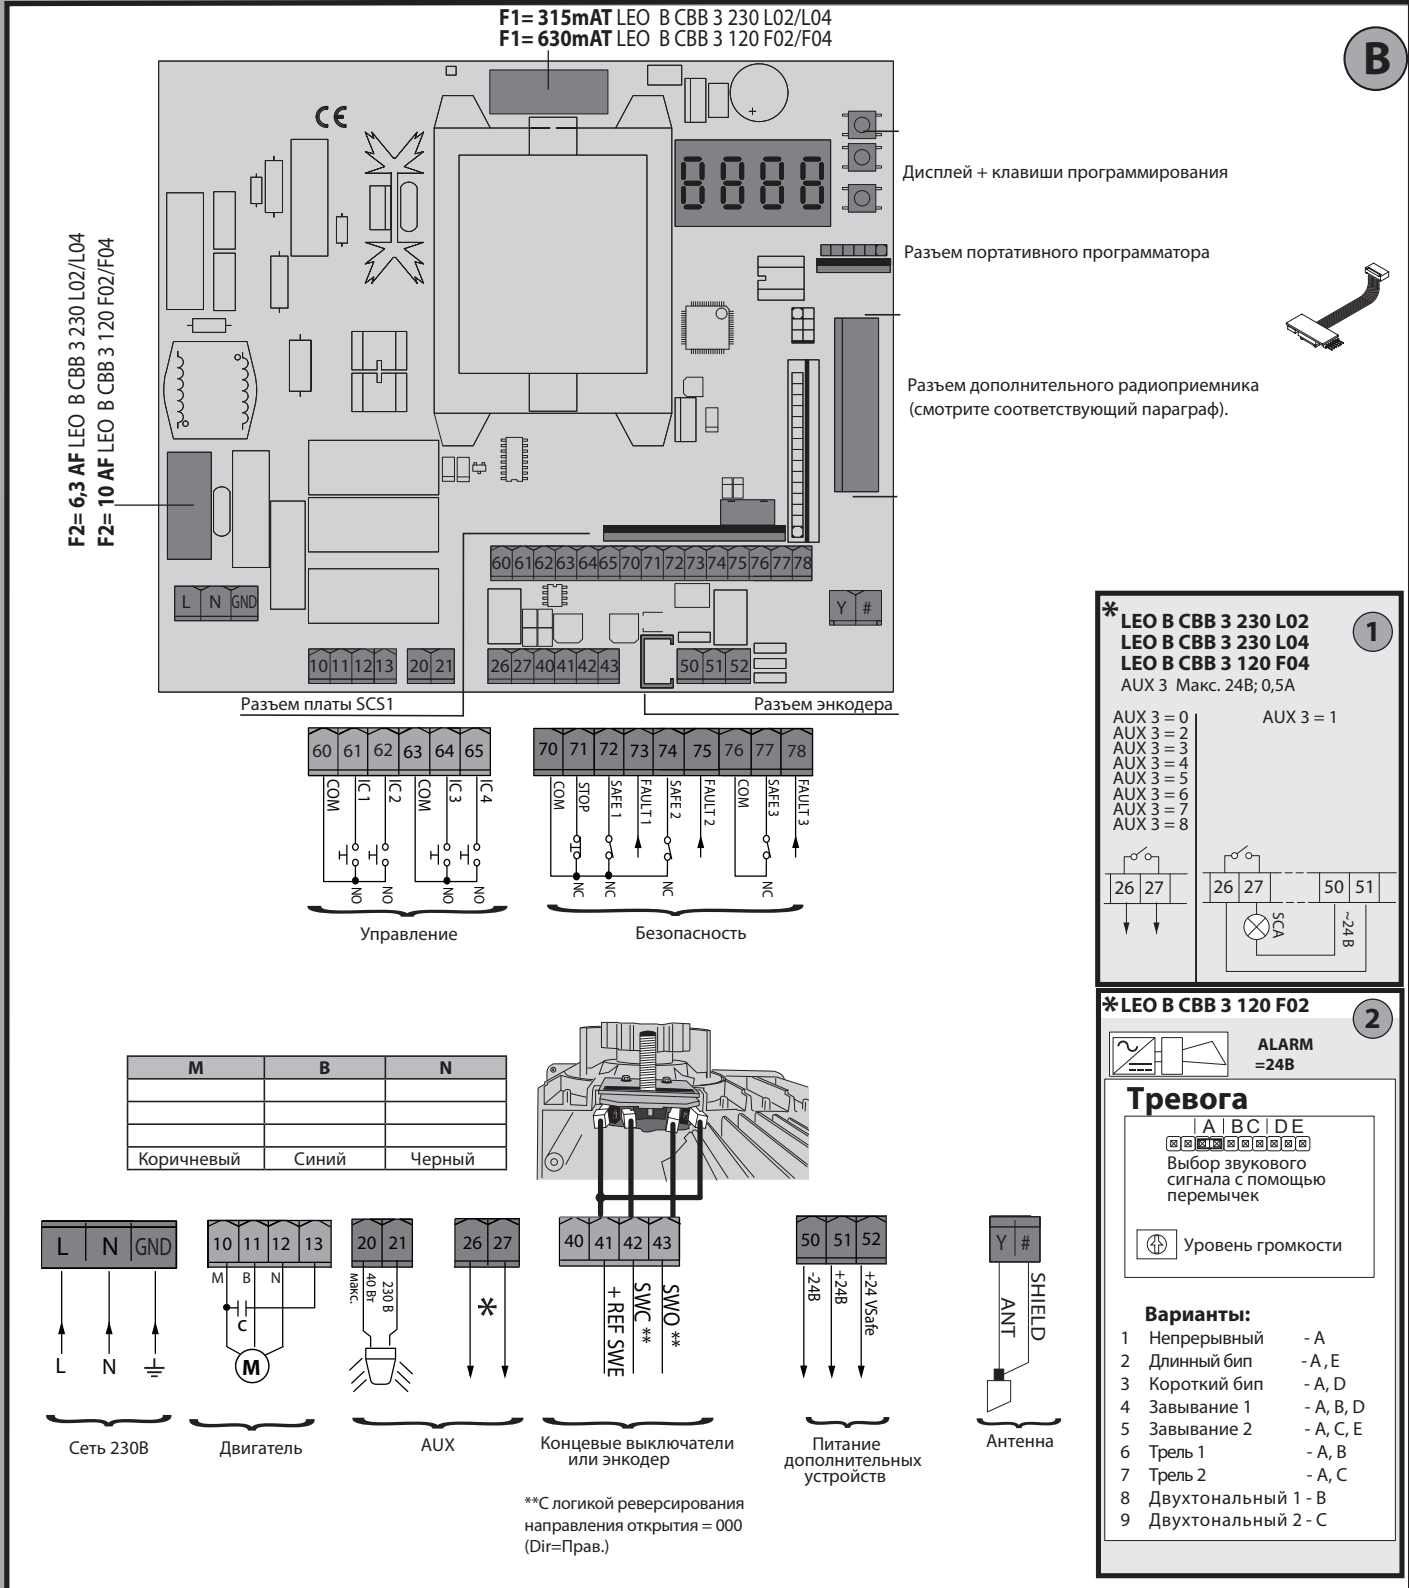 F1= 315mAT LEO B CBB 3 230 L02/L04
F1= 630mAT LEO B CBB 3 120 F02/F04
B
CE
+
8888
Дисплей + клавиши программирования
Разъем портативного программатора
F2= 6,3 AF LEO B CBB 3 230 L02/L04
F2= 10 AF LEO B CBB 3 120 F02/F04
Разъем дополнительного радиоприемника
(смотрите соответствующий параграф).
60 61 62 63 64 65 70 71 72 73 74 75 76 77 78
L N GND
Y #
10 11 12 13 20 21 26 27 40 41 42 43 50 51 52
Разъем платы SCS1
Разъем энкодера
60 61 62 63 64 65
COM IC 1 IC 2 COM IC 3 IC 4
NO NO NO NO
Управление
70 71 72 73 74 75 76 77 78
COM STOP SAFE 1 FAULT 1 SAFE 2 FAULT 2 COM SAFE 3 FAULT 3
NC NC NC NC
Безопасность
* LEO B CBB 3 230 L02
LEO B CBB 3 230 L04
LEO B CBB 3 120 F04
1
AUX 3 Макс. 24В; 0,5А
AUX 3 = 0
AUX 3 = 2
AUX 3 = 3
AUX 3 = 4
AUX 3 = 5
AUX 3 = 6
AUX 3 = 7
AUX 3 = 8
AUX 3 = 1
26 27
26 27 50 51
SCA
~24 В
* LEO B CBB 3 120 F02
2
ALARM
=24В
Тревога
A B C D E
Выбор звукового
сигнала с помощью
перемычек
Уровень громкости
Варианты:
1 Непрерывный - A
2 Длинный бип - A , E
3 Короткий бип - A, D
4 Завывание 1 - A, B, D
5 Завывание 2 - A, C, E
6 Трель 1 - A, B
7 Трель 2 - A, C
8 Двухтональный 1 - B
9 Двухтональный 2 - C
M B N
Коричневый Синий Черный
L N GND
L N
Сеть 230В
10 11 12 13
M B N
C
M
Двигатель
20 21
макс.
40 Вт
230 В
26 27
*
AUX
40 41 42 43
+ REF SWE
SWC **
SWO **
Концевые выключатели
или энкодер
**С логикой реверсирования
направления открытия = 000
(Dir=Прав.)
50 51 52
-24В
+24В
+24 VSafe
Питание
дополнительных
устройств
Y #
ANT
SHIELD
Антенна